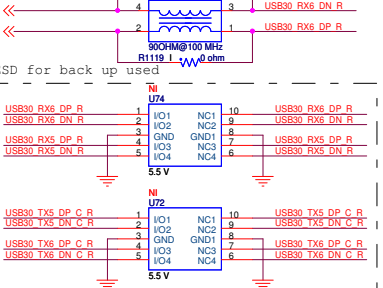 4 3 USB30_RX6_DN_R
2 1 USB30_RX6_DP_R
90OHM@100 MHz
R1119 I 0 ohm
ESD for back up used
NI
U74
USB30_RX6_DP_R 1 I/O1 NC1 10 USB30_RX6_DP_R
USB30_RX6_DN_R 2 I/O2 NC2 9 USB30_RX6_DN_R
3 GND GND1 8
USB30_RX5_DP_R 4 I/O3 NC3 7 USB30_RX5_DP_R
USB30_RX5_DN_R 5 I/O4 NC4 6 USB30_RX5_DN_R
5.5 V
NI
U72
USB30_TX5_DP_C_R 1 I/O1 NC1 10 USB30_TX5_DP_C_R
USB30_TX5_DN_C_R 2 I/O2 NC2 9 USB30_TX5_DN_C_R
3 GND GND1 8
USB30_TX6_DP_C_R 4 I/O3 NC3 7 USB30_TX6_DP_C_R
USB30_TX6_DN_C_R 5 I/O4 NC4 6 USB30_TX6_DN_C_R
5.5 V